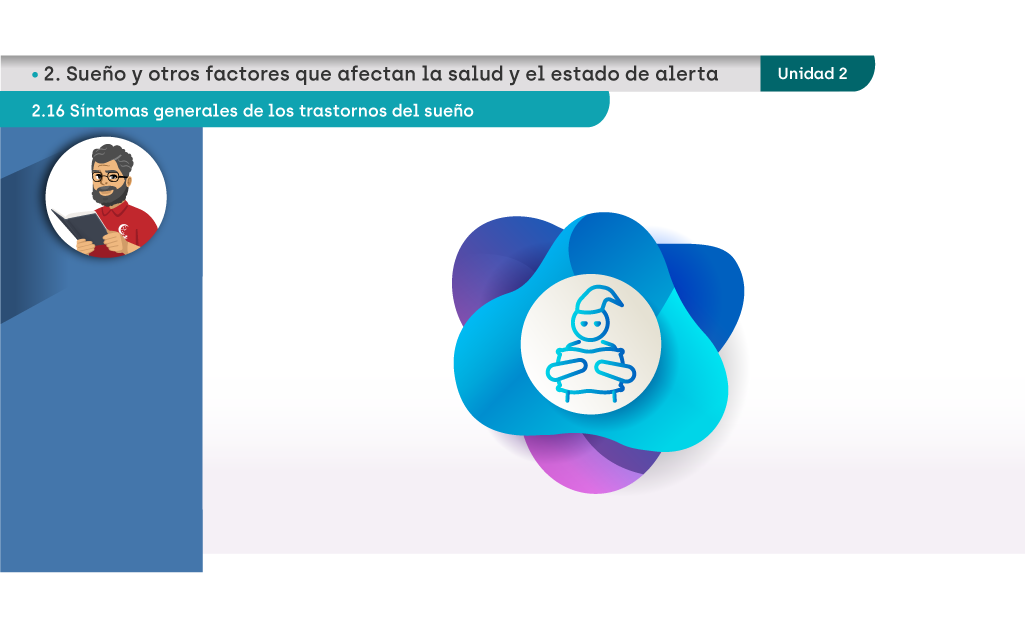 2. Sueño y otros factores que afectan la salud y el estado de alerta
Unidad 2
2.16 Síntomas generales de los trastornos del sueño